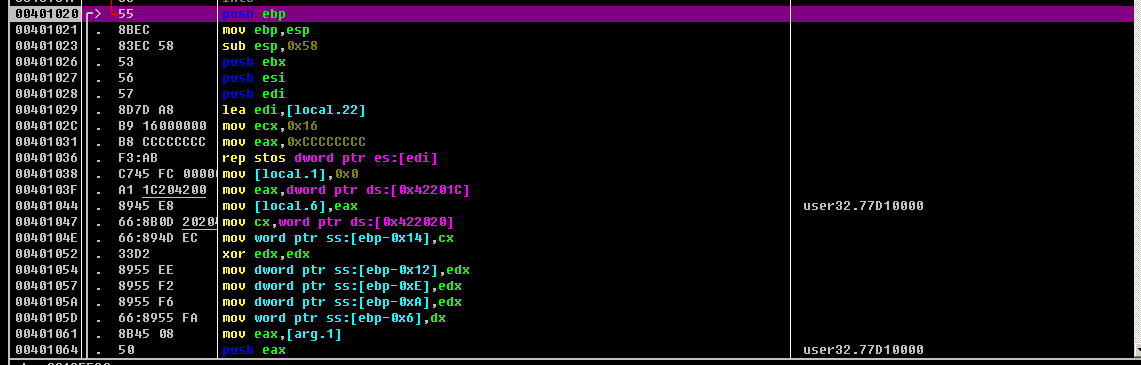 00401020 > 55 push ebp
00401021 . 8BEC mov ebp,esp
00401023 . 83EC 58 sub esp,0x58
00401026 . 53 push ebx
00401027 . 56 push esi
00401028 . 57 push edi
00401029 . 8D7D A8 lea edi,[local.22]
0040102C . B9 16000000 mov ecx,0x16
00401031 . B8 CCCCCCCC mov eax,0xCCCCCCCC
00401036 . F3:AB rep stos dword ptr es:[edi]
00401038 . C745 FC 0000 mov [local.1],0x0
0040103F . A1 1C204200 mov eax,dword ptr ds:[0x42201C]
00401044 . 8945 E8 mov [local.6],eax user32.77D10000
00401047 . 66:8B0D 2020 mov cx,word ptr ds:[0x422020]
0040104E . 66:894D EC mov word ptr ss:[ebp-0x14],cx
00401052 . 33D2 xor edx,edx
00401054 . 8955 EE mov dword ptr ss:[ebp-0x12],edx
00401057 . 8955 F2 mov dword ptr ss:[ebp-0xE],edx
0040105A . 8955 F6 mov dword ptr ss:[ebp-0xA],edx
0040105D . 66:8955 FA mov word ptr ss:[ebp-0x6],dx
00401061 . 8B45 08 mov eax,[arg.1]
00401064 . 50 push eax user32.77D10000